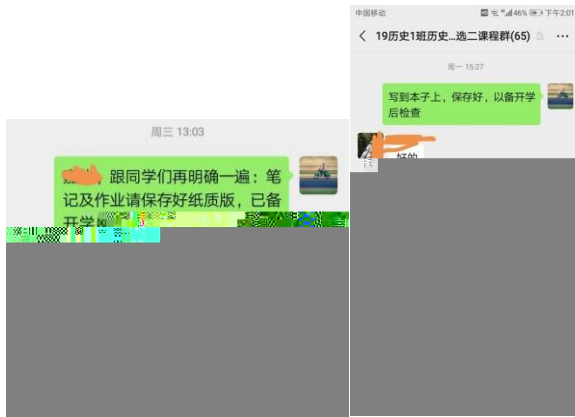 周三 13:03
，跟同学们再明确一遍：笔
记及作业请保存好纸质版，已备
开学
中国移动
46%
下午2:01
19历史1班历史...选二课程群(65)
周一 15:27
写到本子上，保存好，以备开学
后检查
好的